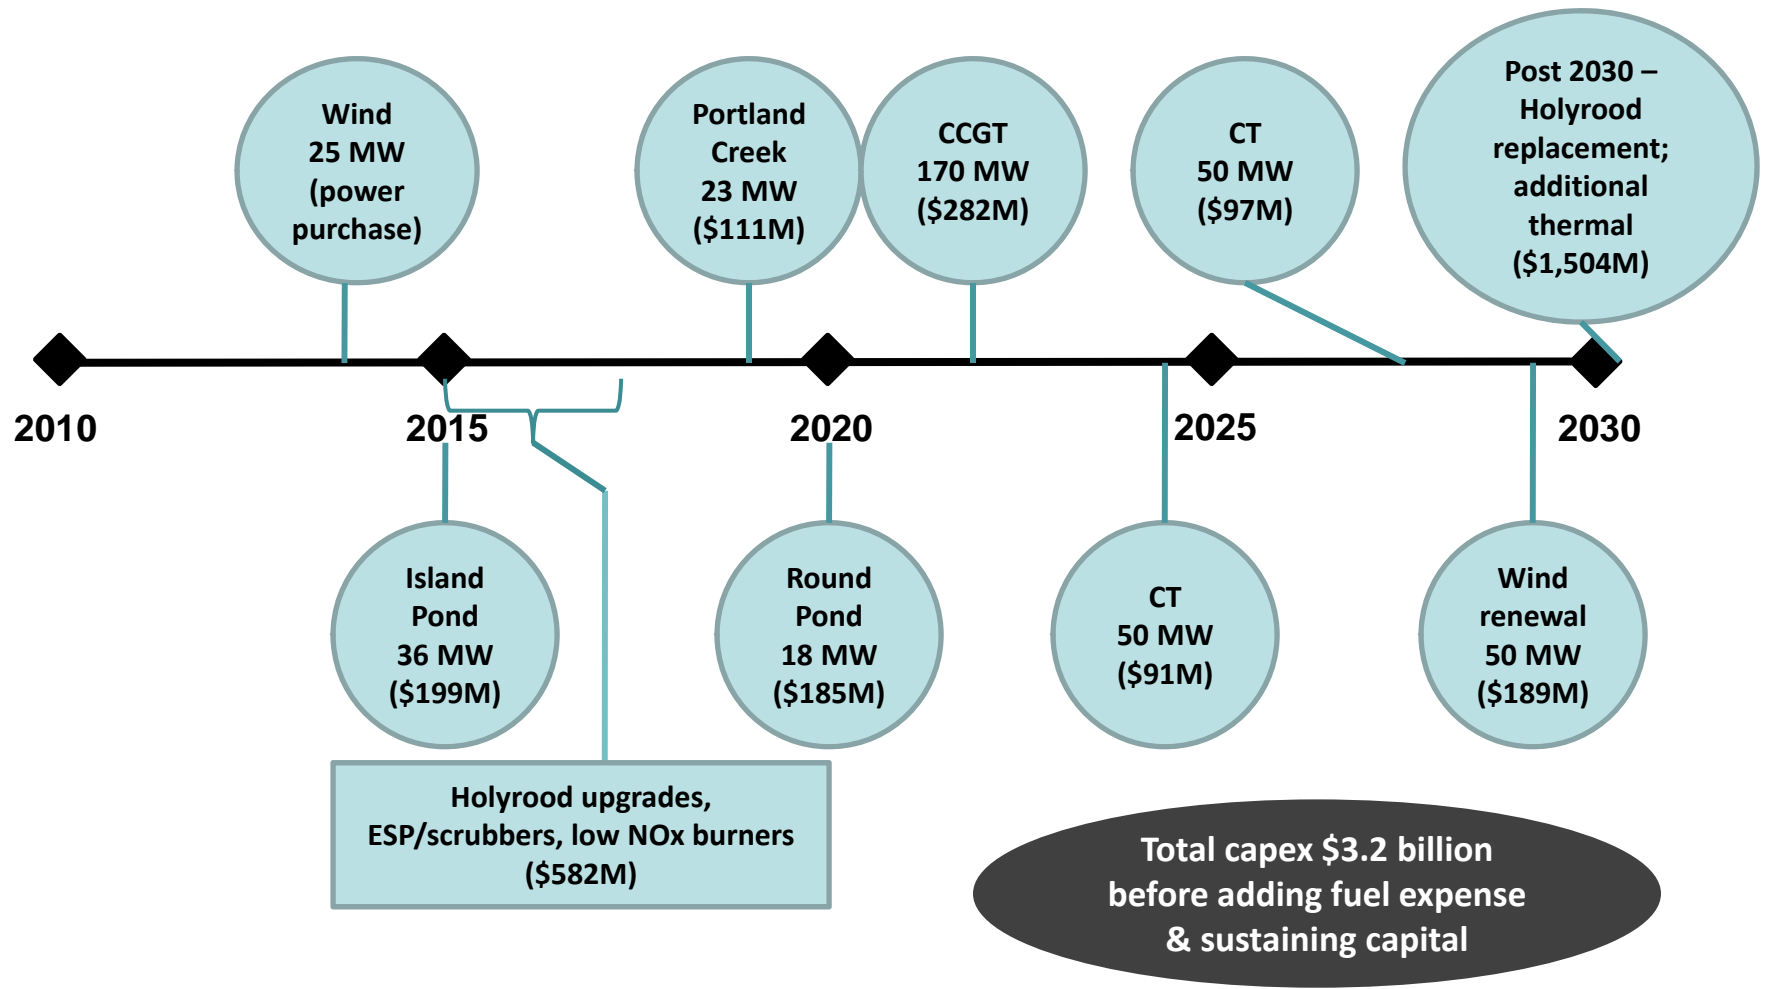 Wind
25 MW
(power
purchase)
Portland
Creek
23 MW
($111M)
CCGT
170 MW
($282M)
CT
50 MW
($97M)
Post 2030 –
Holyrood
replacement;
additional
thermal
($1,504M)
2010
2015
2020
2025
2030
Island
Pond
36 MW
($199M)
Round
Pond
18 MW
($185M)
CT
50 MW
($91M)
Wind
renewal
50 MW
($189M)
Holyrood upgrades,
ESP/scrubbers, low NOx burners
($582M)
Total capex $3.2 billion
before adding fuel expense
& sustaining capital